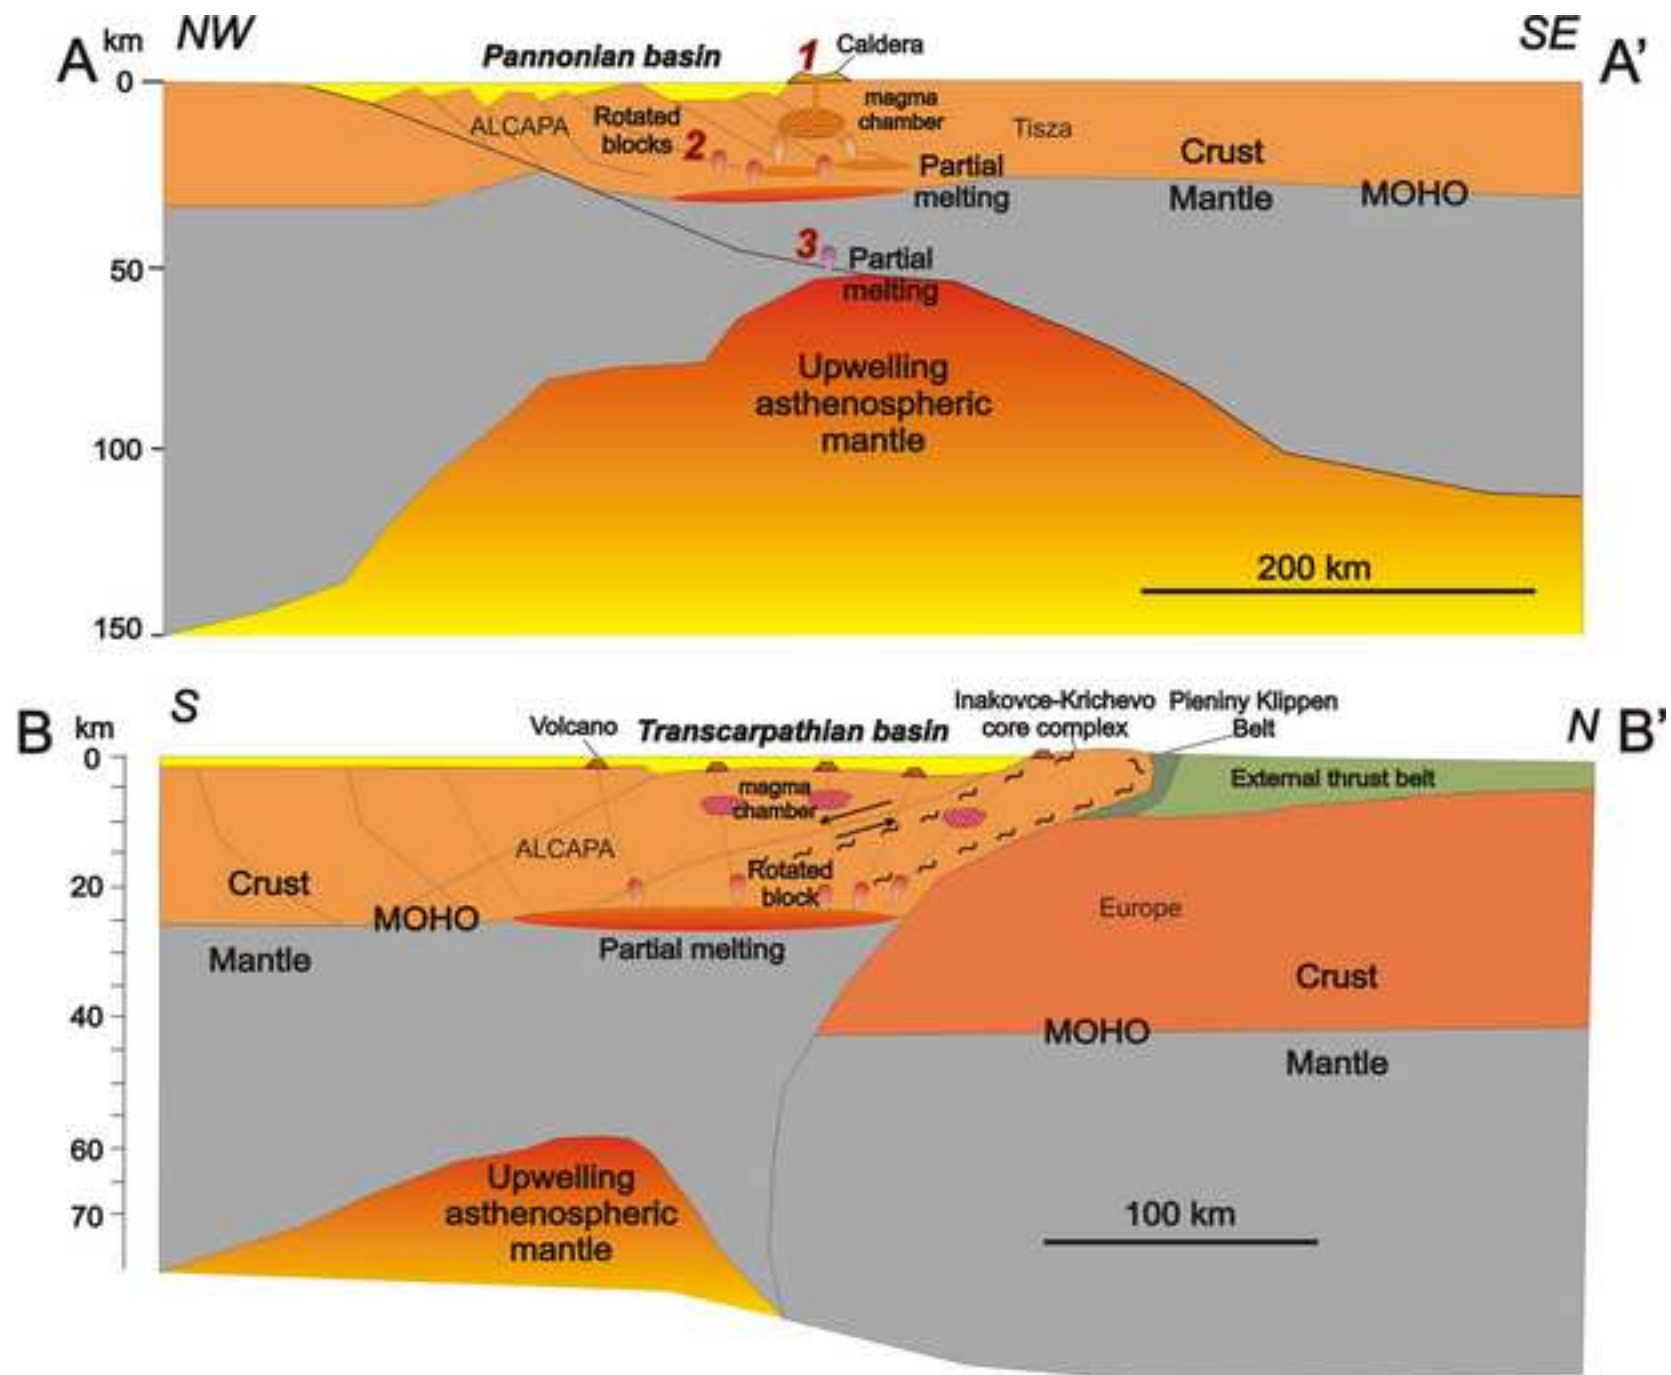 NW
SE
A
km
A'
Pannonian basin
1
Caldera
0
magma
chamber
ALCAPA
Rotated
blocks
2
Tisza
Crust
Partial
melting
Mantle
MOHO
3
Partial
melting
50
Upwelling
asthenospheric
mantle
100
200 km
150
S
B
km
Volcano
Transcarpathian basin
Inakovce-Krichevo
core complex
Pieniny Klippen
Belt
N
B'
0
magma
chamber
External thrust belt
ALCAPA
Crust
Rotated
block
20
MOHO
Europe
Mantle
Partial melting
Crust
40
MOHO
Mantle
60
Upwelling
asthenospheric
mantle
70
100 km